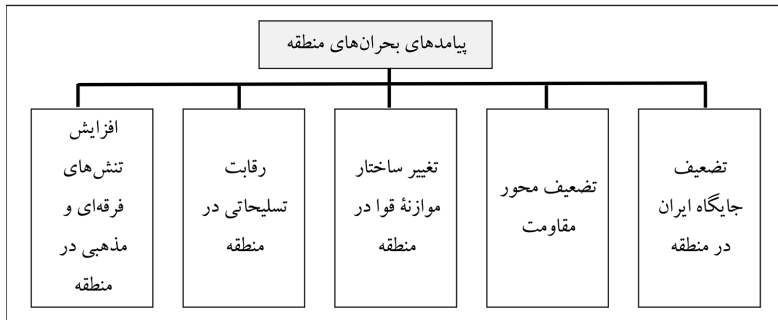 پیامدهای بحران‌های منطقه
تضعیف
جایگاه ایران
در منطقه
تضعیف محور
مقاومت
تغییر ساختار
موازنهٔ قوا در
منطقه
رقابت
تسلیحاتی در
منطقه
افزایش
تنش‌های
فرقه‌ای و
مذهبی در
منطقه